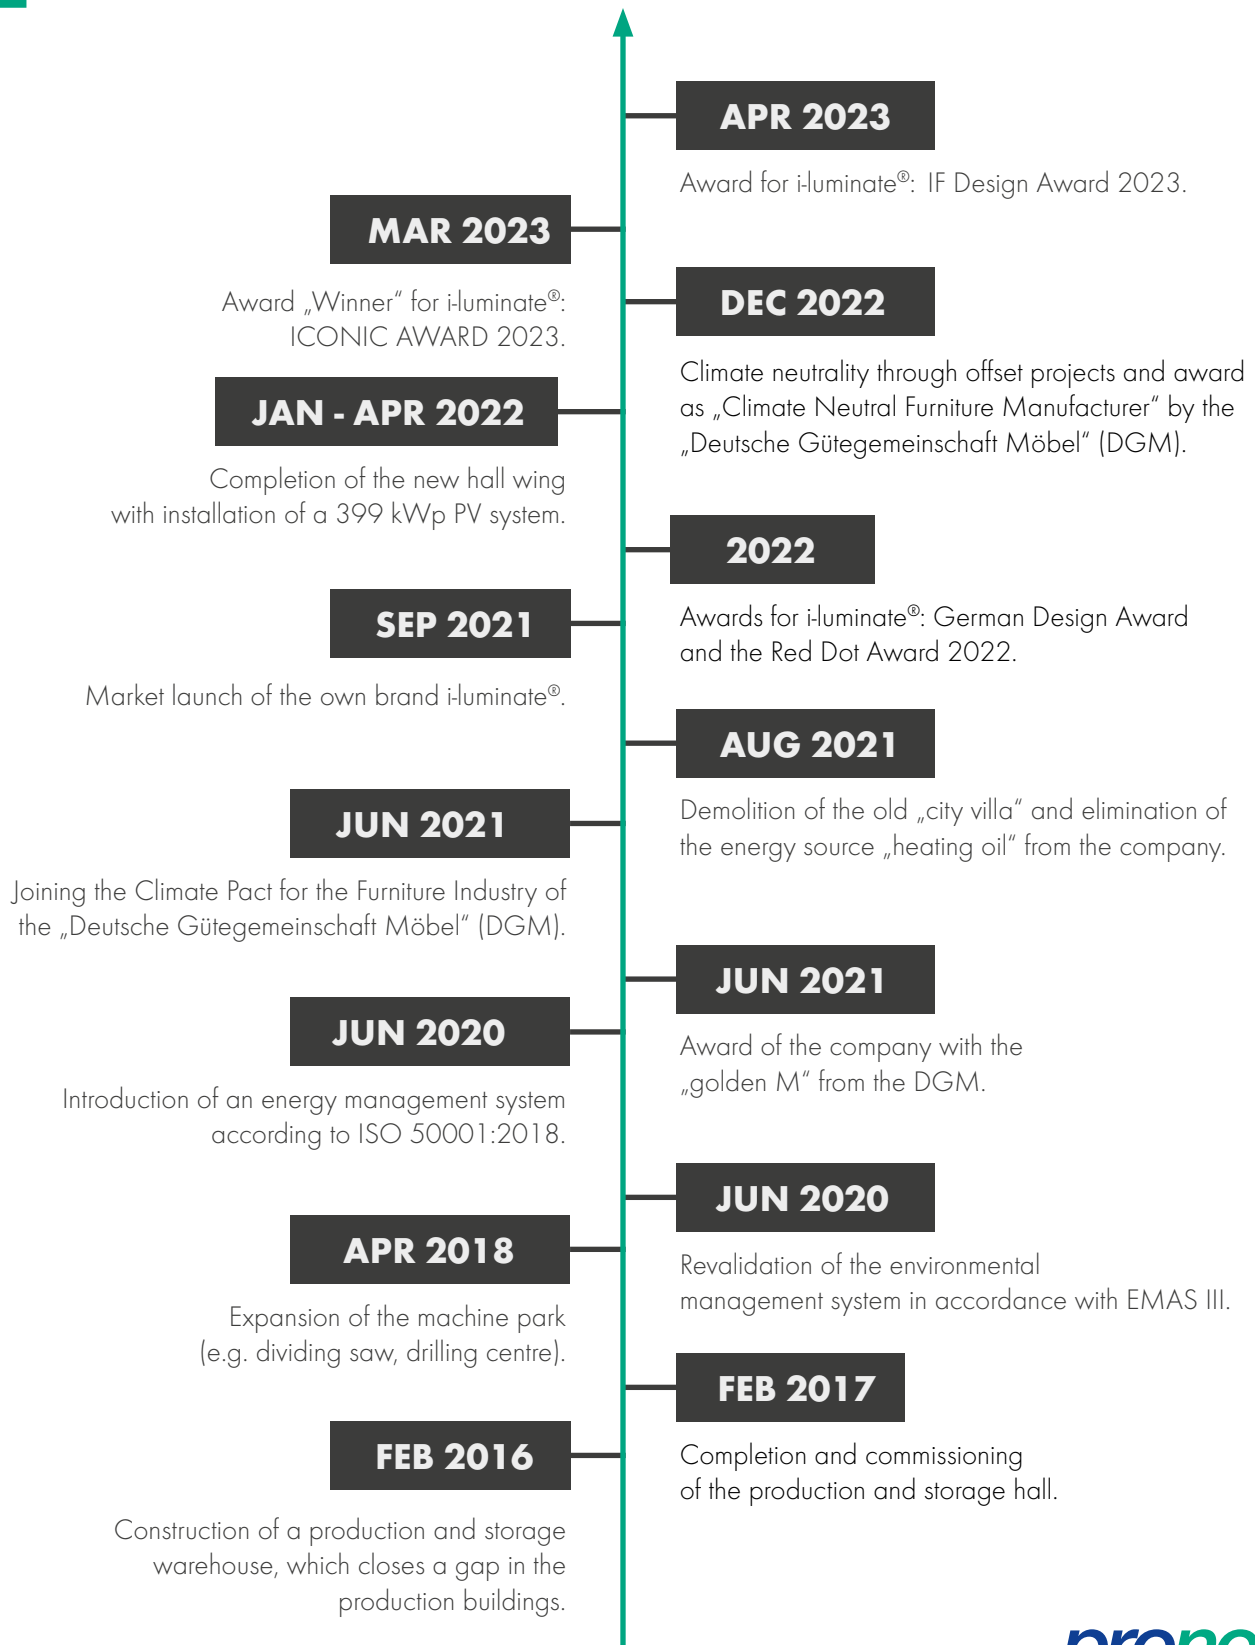 APR 2023
Award for i-luminate®: IF Design Award 2023.
MAR 2023
Award „Winner“ for i-luminate®:
ICONIC AWARD 2023.
DEC 2022
Climate neutrality through offset projects and award
as „Climate Neutral Furniture Manufacturer“ by the
„Deutsche Gütegemeinschaft Möbel“ (DGM).
JAN - APR 2022
Completion of the new hall wing
with installation of a 399 kWp PV system.
2022
Awards for i-luminate®: German Design Award
and the Red Dot Award 2022.
SEP 2021
Market launch of the own brand i-luminate®.
AUG 2021
Demolition of the old „city villa“ and elimination of
the energy source „heating oil“ from the company.
JUN 2021
Joining the Climate Pact for the Furniture Industry of
the „Deutsche Gütegemeinschaft Möbel“ (DGM).
JUN 2021
Award of the company with the
„golden M“ from the DGM.
JUN 2020
Introduction of an energy management system
according to ISO 50001:2018.
JUN 2020
Revalidation of the environmental
management system in accordance with EMAS III.
APR 2018
Expansion of the machine park
(e.g. dividing saw, drilling centre).
FEB 2017
Completion and commissioning
of the production and storage hall.
FEB 2016
Construction of a production and storage
warehouse, which closes a gap in the
production buildings.